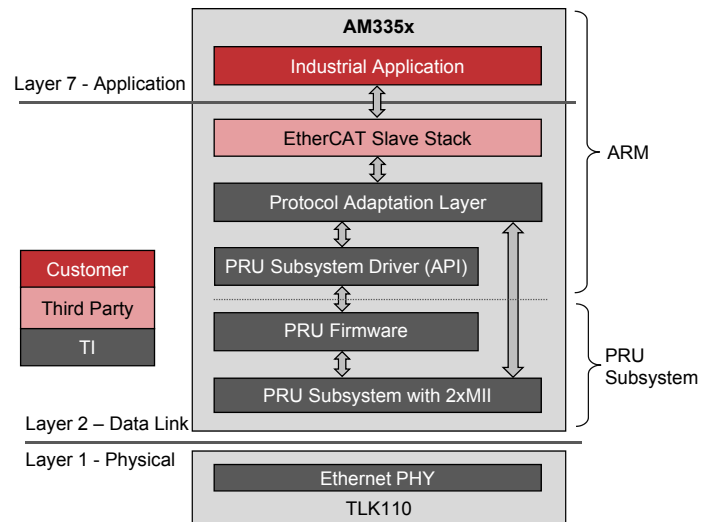 AM335x
Industrial Application
Layer 7 - Application
EtherCAT Slave Stack
ARM
Protocol Adaptation Layer
PRU Subsystem Driver (API)
Customer
Third Party
TI
PRU Firmware
PRU
Subsystem
PRU Subsystem with 2xMII
Layer 2 – Data Link
Layer 1 - Physical
Ethernet PHY
TLK110